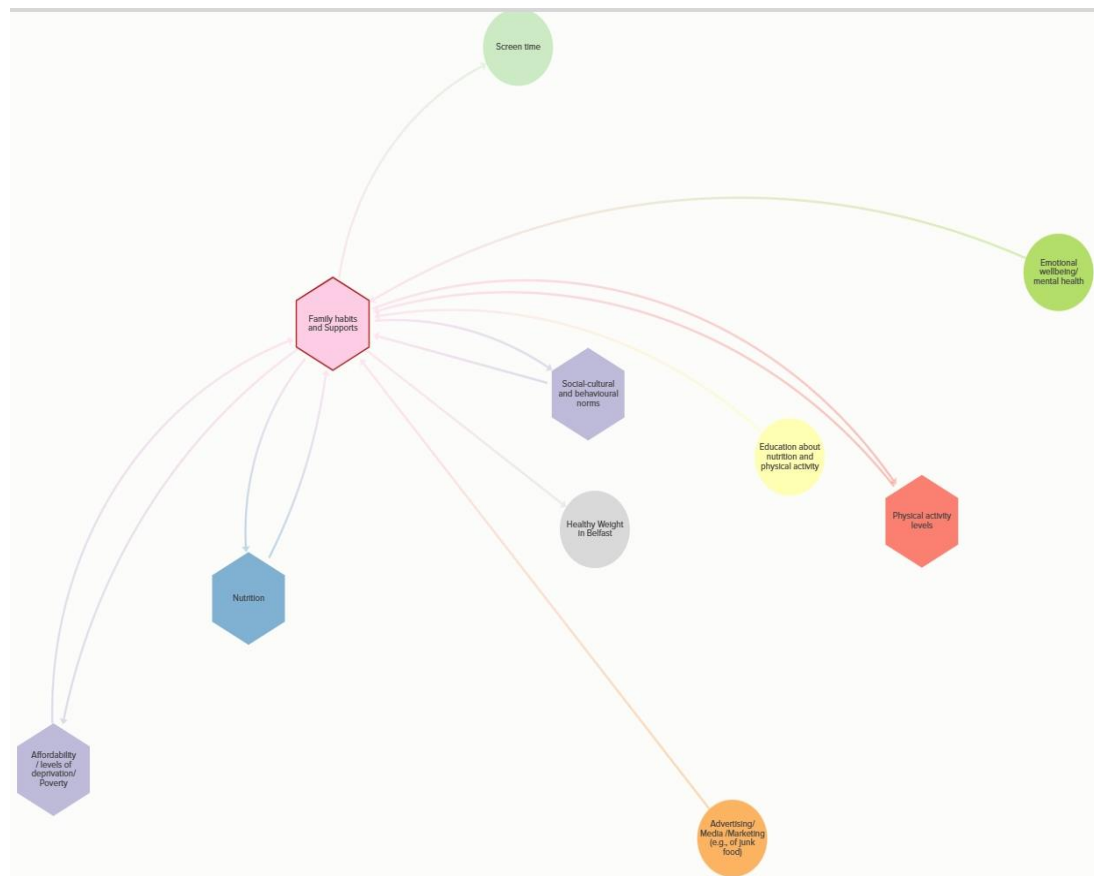 Screen time
Emotional
wellbeing/
mental health
Family habits
and Supports
Social-cultural
and behavioural
norms
Education about
nutrition and
physical activity
Physical activity
levels
Healthy Weight
in Belfast
Nutrition
Affordability
/ levels of
deprivation/
Poverty
Advertising/
Media /Marketing
(e.g., of junk
food)